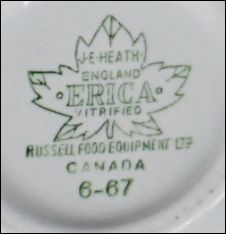 J·E·HEATH
ENGLAND
·ERICA·
VITRIFIED
RUSSELL FOOD EQUIPMENT LTD
CANADA
6-67